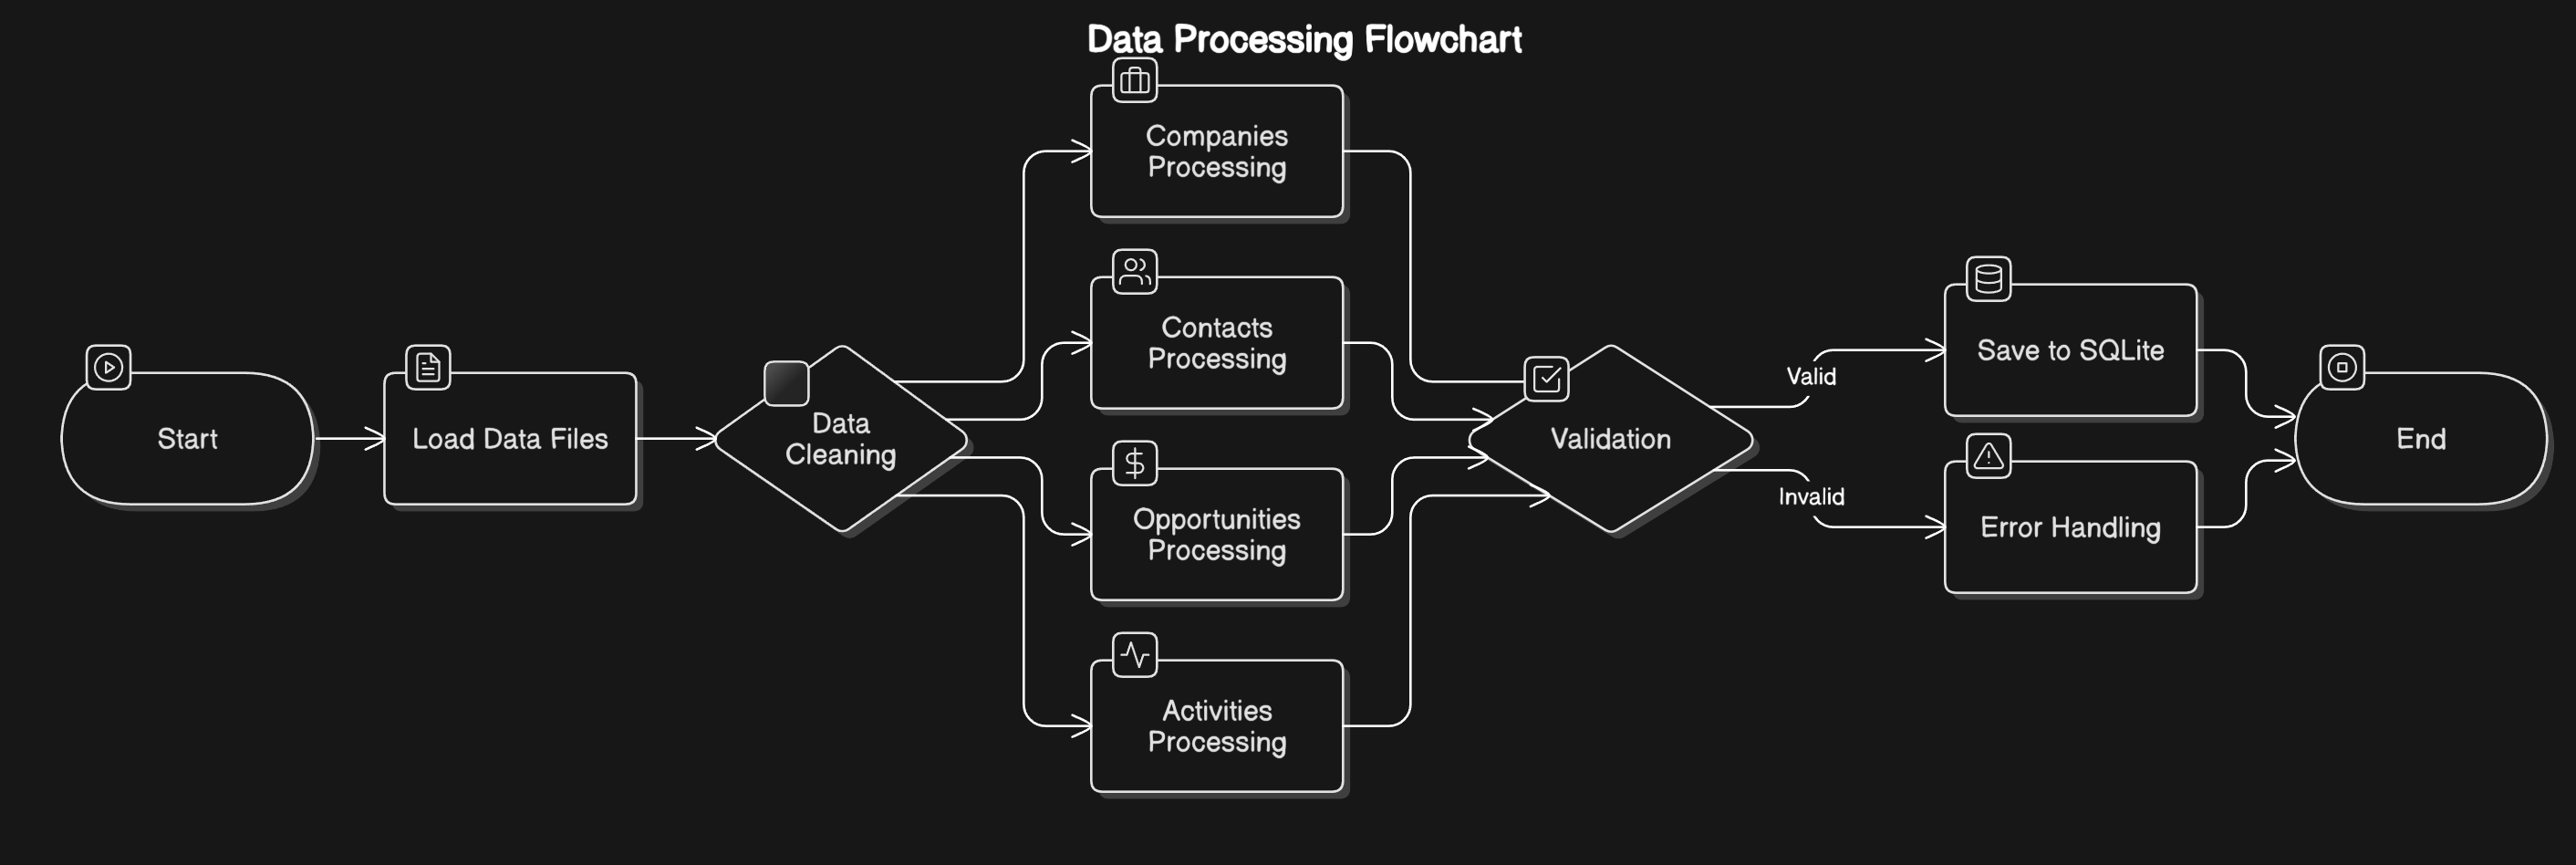 Data Processing Flowchart
Start
Load Data Files
Data
Cleaning
Companies
Processing
Contacts
Processing
Opportunities
Processing
Activities
Processing
Validation
Valid
Invalid
Save to SQLite
Error Handling
End